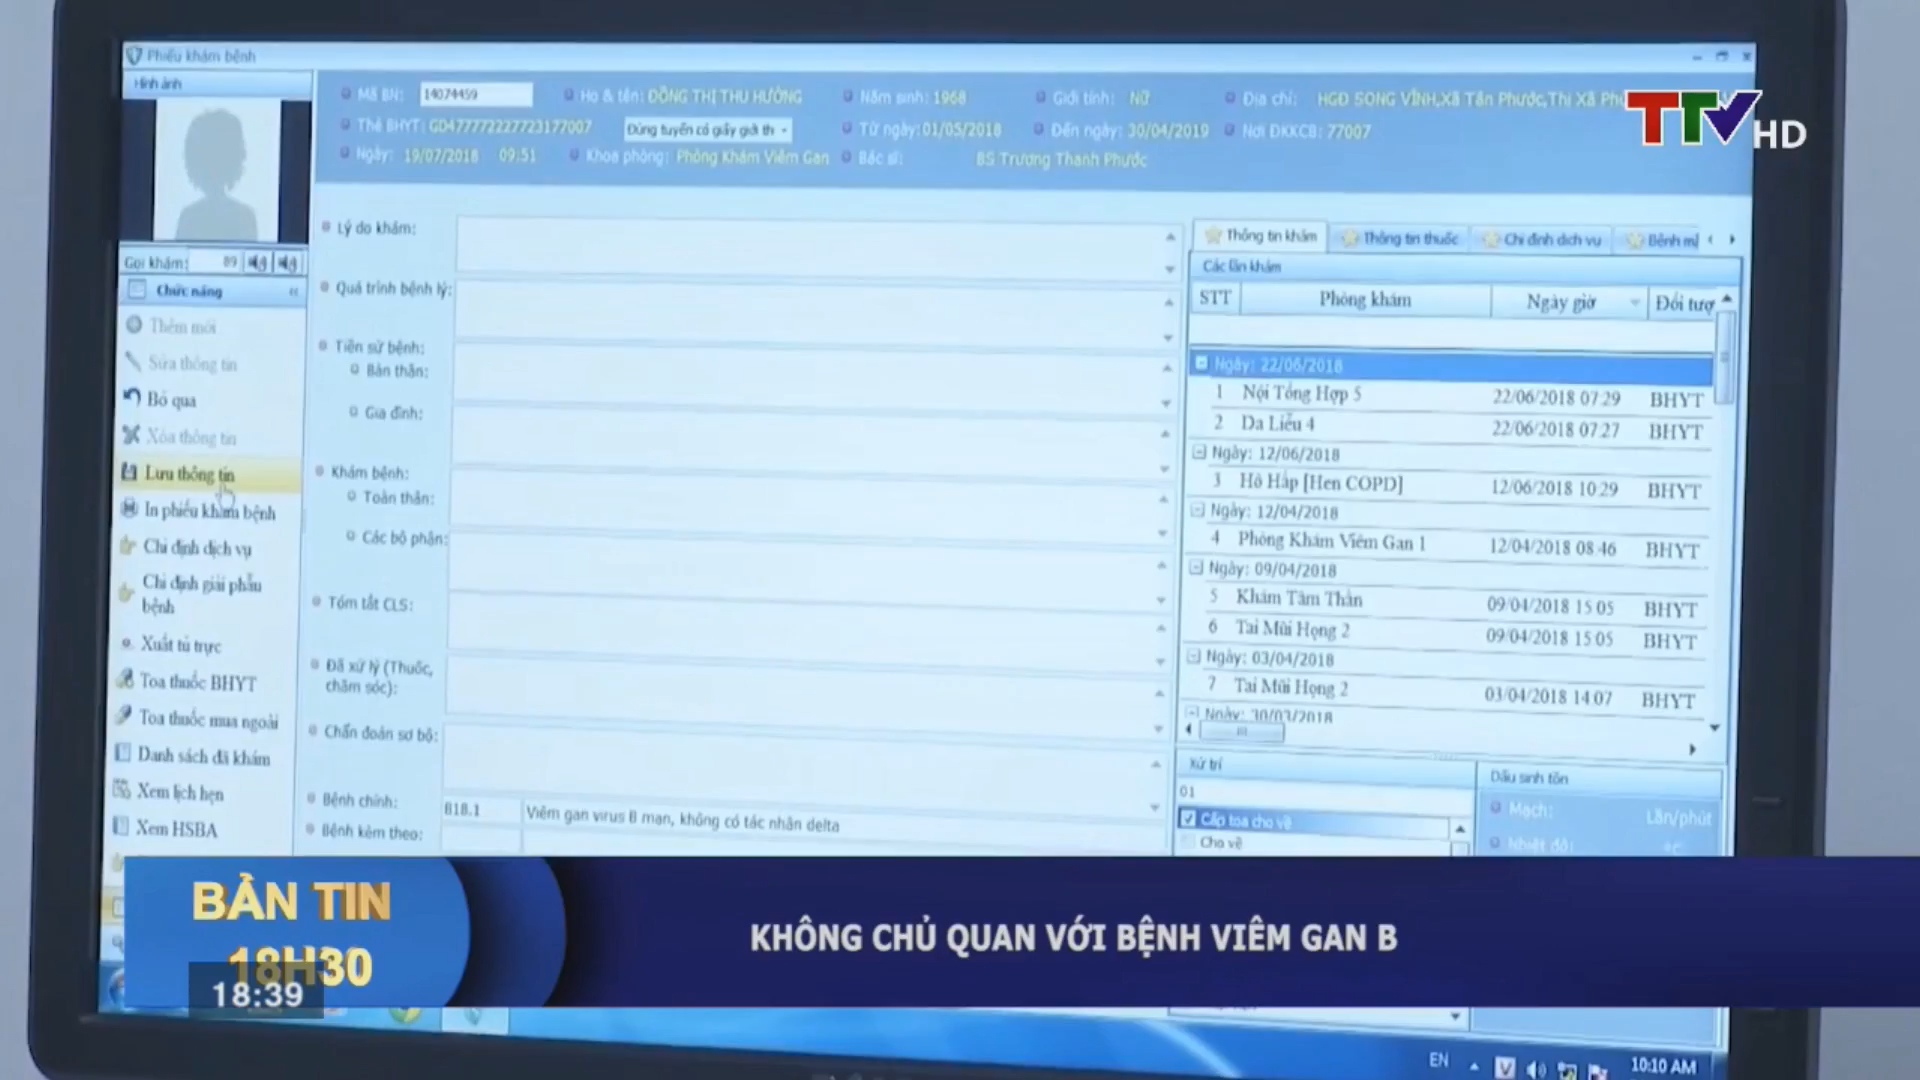 Phiếu khám bệnh
Hình ảnh
Mã BN: 14074459 Họ & tên: ĐỒNG THỊ THU HƯỜNG Năm sinh: 1968 Giới tính: Nữ Địa chỉ: HGD SONG VĨNH,Xã Tân Phước,Thị Xã
Thẻ BHYT: GD4777722277723177007 Đúng tuyến có giấy giới th Từ ngày: 01/05/2018 Đến ngày: 30/04/2019 Nơi ĐKKCB: 77007
Ngày: 19/07/2018 09:51 Khoa phòng: Phòng Khám Viêm Gan Bác sĩ: BS Trương Thanh Phước
TTV HD
Gọi khám: 89
Chức năng
Thêm mới
Sửa thông tin
Bỏ qua
Xóa thông tin
Lưu thông tin
In phiếu khám bệnh
Chỉ định dịch vụ
Chỉ định giải phẫu
bệnh
Xuất tủ trực
Toa thuốc BHYT
Toa thuốc mua ngoài
Danh sách đã khám
Xem lịch hẹn
Xem HSBA
Lý do khám:
Quá trình bệnh lý:
Tiền sử bệnh:
Bản thân:
Gia đình:
Khám bệnh:
Toàn thân:
Các bộ phận:
Tóm tắt CLS:
Đã xử lý (Thuốc,
chăm sóc):
Chẩn đoán sơ bộ:
Bệnh chính: B18.1 Viêm gan virus B mạn, không có tác nhân delta
Bệnh kèm theo:
Thông tin khám Thông tin thuốc Chỉ định dịch vụ
Các lần khám
STT Phòng khám Ngày giờ Đối tượ
Ngày: 22/06/2018
1 Nội Tổng Hợp 5 22/06/2018 07:29 BHYT
2 Da Liễu 4 22/06/2018 07:27 BHYT
Ngày: 12/06/2018
3 Hô Hấp [Hen COPD] 12/06/2018 10:29 BHYT
Ngày: 12/04/2018
4 Phòng Khám Viêm Gan 1 12/04/2018 08:46 BHYT
Ngày: 09/04/2018
5 Khám Tâm Thần 09/04/2018 15:05 BHYT
6 Tai Mũi Họng 2 09/04/2018 15:05 BHYT
Ngày: 03/04/2018
7 Tai Mũi Họng 2 03/04/2018 14:07 BHYT
Ngày: 30/03/2018
Xử trí
01
Cấp toa cho về
Cho về
Dấu sinh tồn
Mạch: Lần/phút
Nhiệt độ: °C
BẢN TIN
18H30
18:39
KHÔNG CHỦ QUAN VỚI BỆNH VIÊM GAN B
EN 10:10 AM